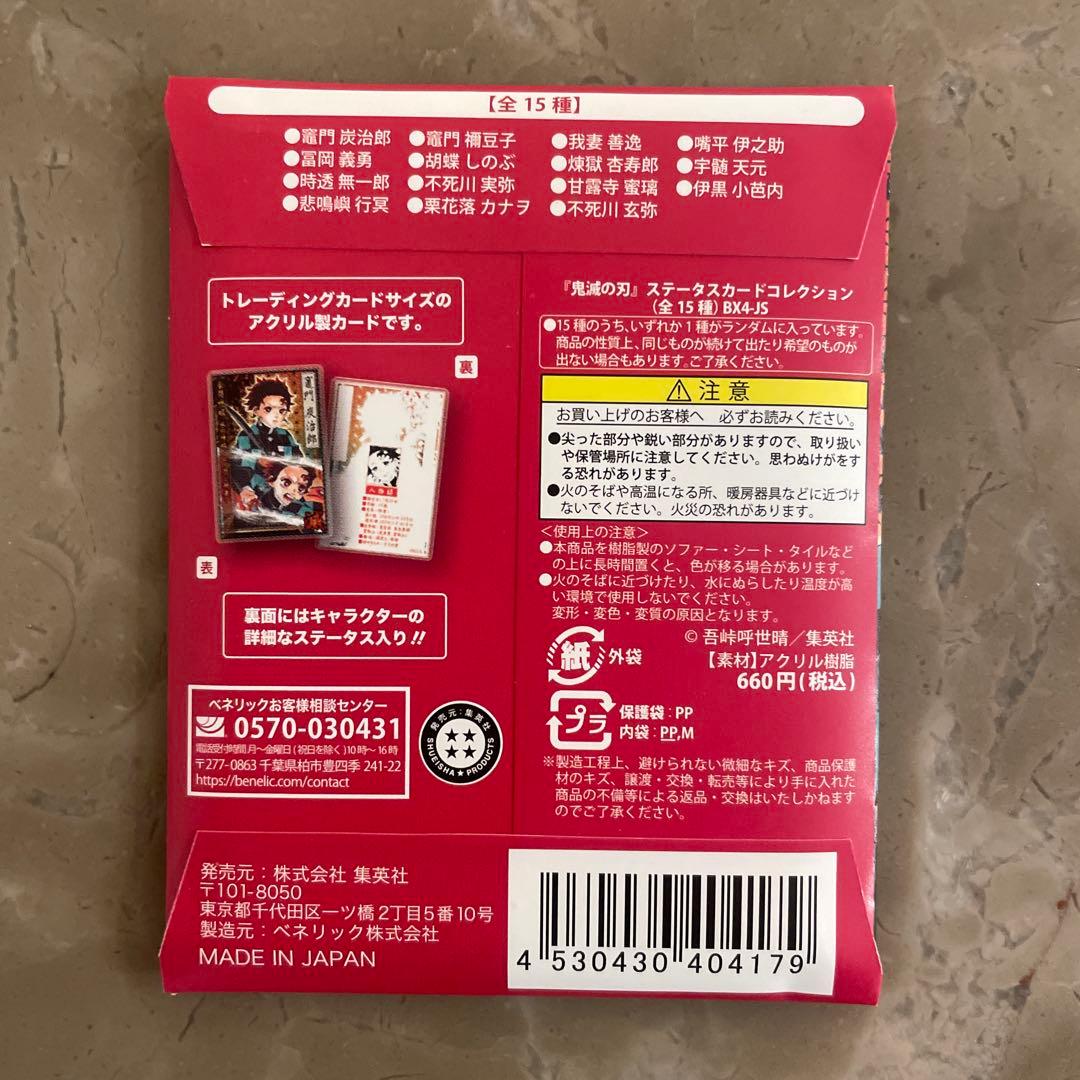 【全15種】
●竈門 炭治郎 ●竈門 禰豆子 ●我妻 善逸 ●嘴平 伊之助
●冨岡 義勇 ●胡蝶 しのぶ ●煉獄 杏寿郎 ●宇髄 天元
●時透 無一郎 ●不死川 実弥 ●甘露寺 蜜璃 ●伊黒 小芭内
●悲鳴嶼 行冥 ●栗花落 カナヲ ●不死川 玄弥
トレーディングカードサイズの
アクリル製カードです。
裏
竈門 炭治郎
表
裏面にはキャラクターの
詳細なステータス入り!!
ベネリックお客様相談センター
0570-030431
電話受付時間 月～金曜日(祝日を除く)10時～16時
〒277-0863 千葉県柏市豊四季 241-22
https://benelic.com/contact
発売元：集英社
SHUEISHA★PRODUCTS
『鬼滅の刃』ステータスカードコレクション
(全15種) BX4-JS
●15種のうち、いずれか1種がランダムに入っています。
商品の性質上、同じものが続けて出たり希望のものが
出ない場合もあります。ご了承ください。
⚠注意
お買い上げのお客様へ 必ずお読みください。
●尖った部分や鋭い部分がありますので、取り扱い
や保管場所に注意してください。思わぬけがをす
る恐れがあります。
●火のそばや高温になる所、暖房器具などに近づけ
ないでください。火災の恐れがあります。
＜使用上の注意＞
●本商品を樹脂製のソファー・シート・タイルなど
の上に長時間置くと、色が移る場合があります。
●火のそばに近づけたり、水にぬらしたり温度が高
い環境で使用しないでください。
変形・変色・変質の原因となります。
© 吾峠呼世晴／集英社
紙 外袋
【素材】アクリル樹脂
660円(税込)
プラ 保護袋：PP
内袋：PP,M
※製造工程上、避けられない微細なキズ、商品保護
材のキズ、譲渡・交換・転売等により手に入れた
商品の不備等による返品・交換はいたしかねます
のでご了承ください。
発売元：株式会社 集英社
〒101-8050
東京都千代田区一ツ橋2丁目5番10号
製造元：ベネリック株式会社
MADE IN JAPAN
4 530430 404179